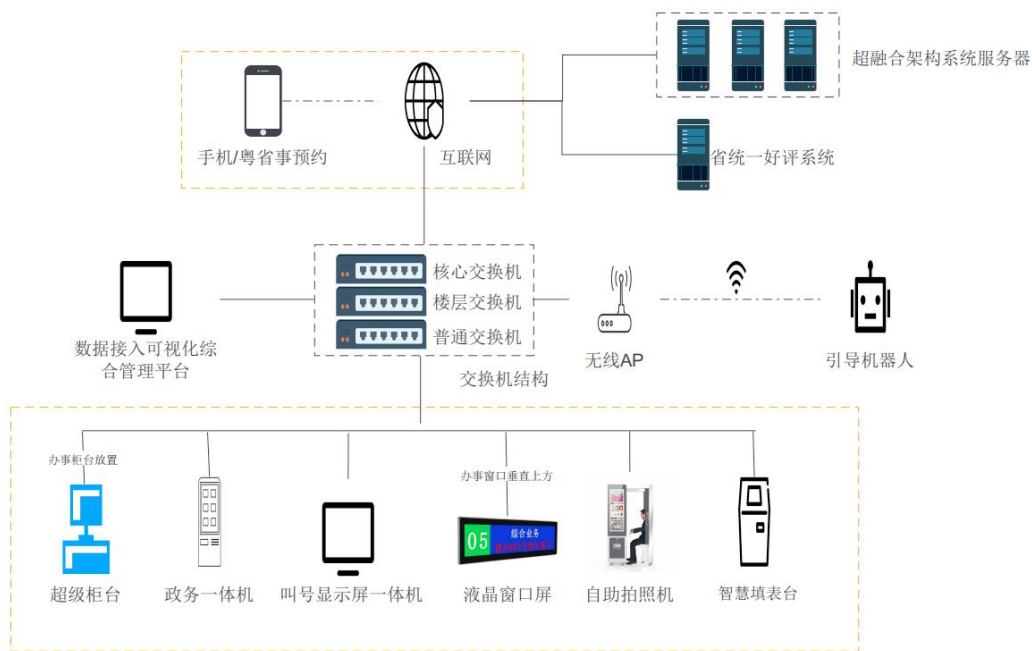 超融合架构系统服务器
手机/粤省事预约
互联网
省统一好评系统
核心交换机
楼层交换机
普通交换机
交换机结构
数据接入可视化综
合管理平台
无线AP
引导机器人
办事柜台放置
办事窗口垂直上方
05
综合业务
超级柜台
政务一体机
叫号显示屏一体机
液晶窗口屏
自助拍照机
智慧填表台